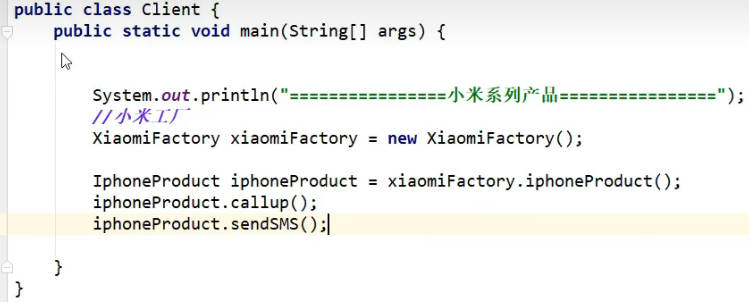 public class Client {
public static void main(String[] args) {
System.out.println("================小米系列产品================");
//小米工厂
XiaomiFactory xiaomiFactory = new XiaomiFactory();
IphoneProduct iphoneProduct = xiaomiFactory.iphoneProduct();
iphoneProduct.callup();
iphoneProduct.sendSMS();
}
}